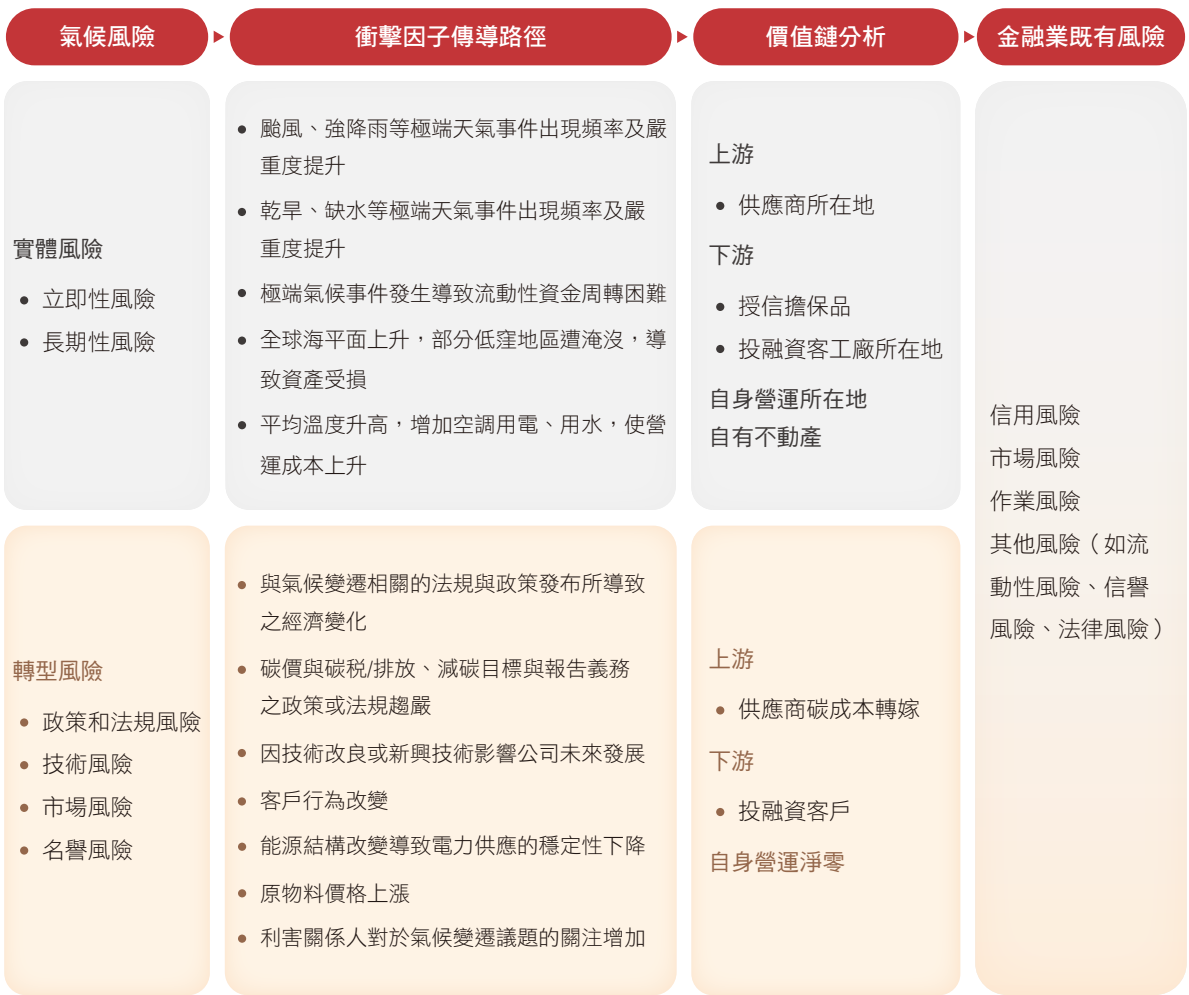 氣候風險
衝擊因子傳導路徑
價值鏈分析
金融業既有風險
實體風險
• 立即性風險
• 長期性風險
• 颱風、強降雨等極端天氣事件出現頻率及嚴
重度提升
• 乾旱、缺水等極端天氣事件出現頻率及嚴
重度提升
• 極端氣候事件發生導致流動性資金周轉困難
• 全球海平面上升，部分低窪地區遭淹沒，導
致資產受損
• 平均溫度升高，增加空調用電、用水，使營
運成本上升
上游
• 供應商所在地
下游
• 授信擔保品
• 投融資客工廠所在地
自身營運所在地
自有不動產
轉型風險
• 政策和法規風險
• 技術風險
• 市場風險
• 名譽風險
• 與氣候變遷相關的法規與政策發布所導致
之經濟變化
• 碳價與碳稅/排放、減碳目標與報告義務
之政策或法規趨嚴
• 因技術改良或新興技術影響公司未來發展
• 客戶行為改變
• 能源結構改變導致電力供應的穩定性下降
• 原物料價格上漲
• 利害關係人對於氣候變遷議題的關注增加
上游
• 供應商碳成本轉嫁
下游
• 投融資客戶
自身營運淨零
信用風險
市場風險
作業風險
其他風險（如流
動性風險、信譽
風險、法律風險）